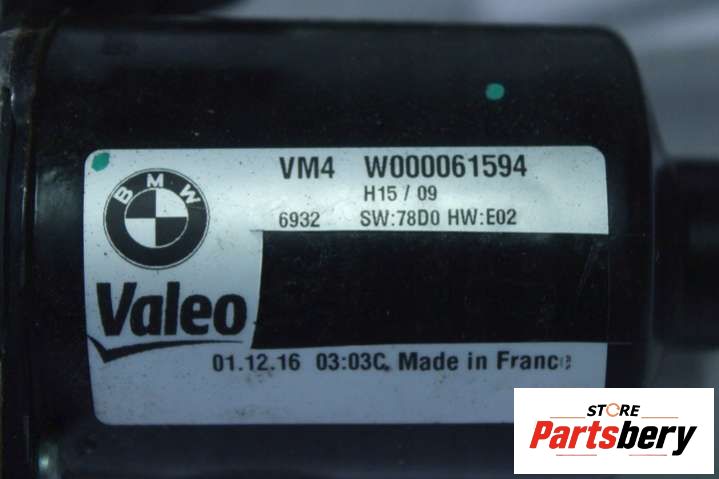 VM4 W000061594
H15 / 09
6932 SW:78D0 HW:E02
BMW
Valeo
01.12.16 03:03C. Made in France
STORE
Partsbery